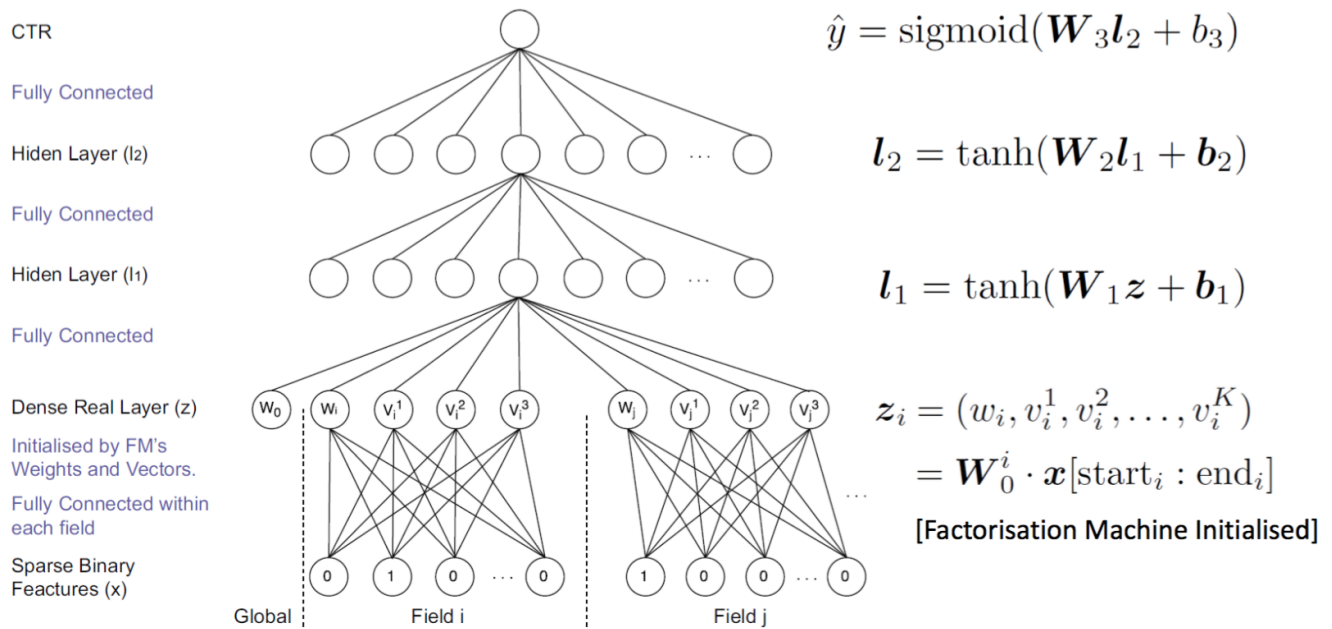 CTR
ŷ = sigmoid(W₃l₂ + b₃)
Fully Connected
Hiden Layer (l₂)
...
l₂ = tanh(W₂l₁ + b₂)
Fully Connected
Hiden Layer (l₁)
...
l₁ = tanh(W₁z + b₁)
Fully Connected
Dense Real Layer (z)
W₀ Wᵢ Vᵢ¹ Vᵢ² Vᵢ³ Wⱼ Vⱼ¹ Vⱼ² Vⱼ³
zᵢ = (wᵢ, vᵢ¹, vᵢ², . . . , vᵢᴷ)
Initialised by FM's
Weights and Vectors.
= W₀ⁱ · x[startᵢ : endᵢ]
Fully Connected within
each field
...
[Factorisation Machine Initialised]
Sparse Binary
Feactures (x)
0 1 0 ... 0 1 0 0 ... 0
Global Field i Field j